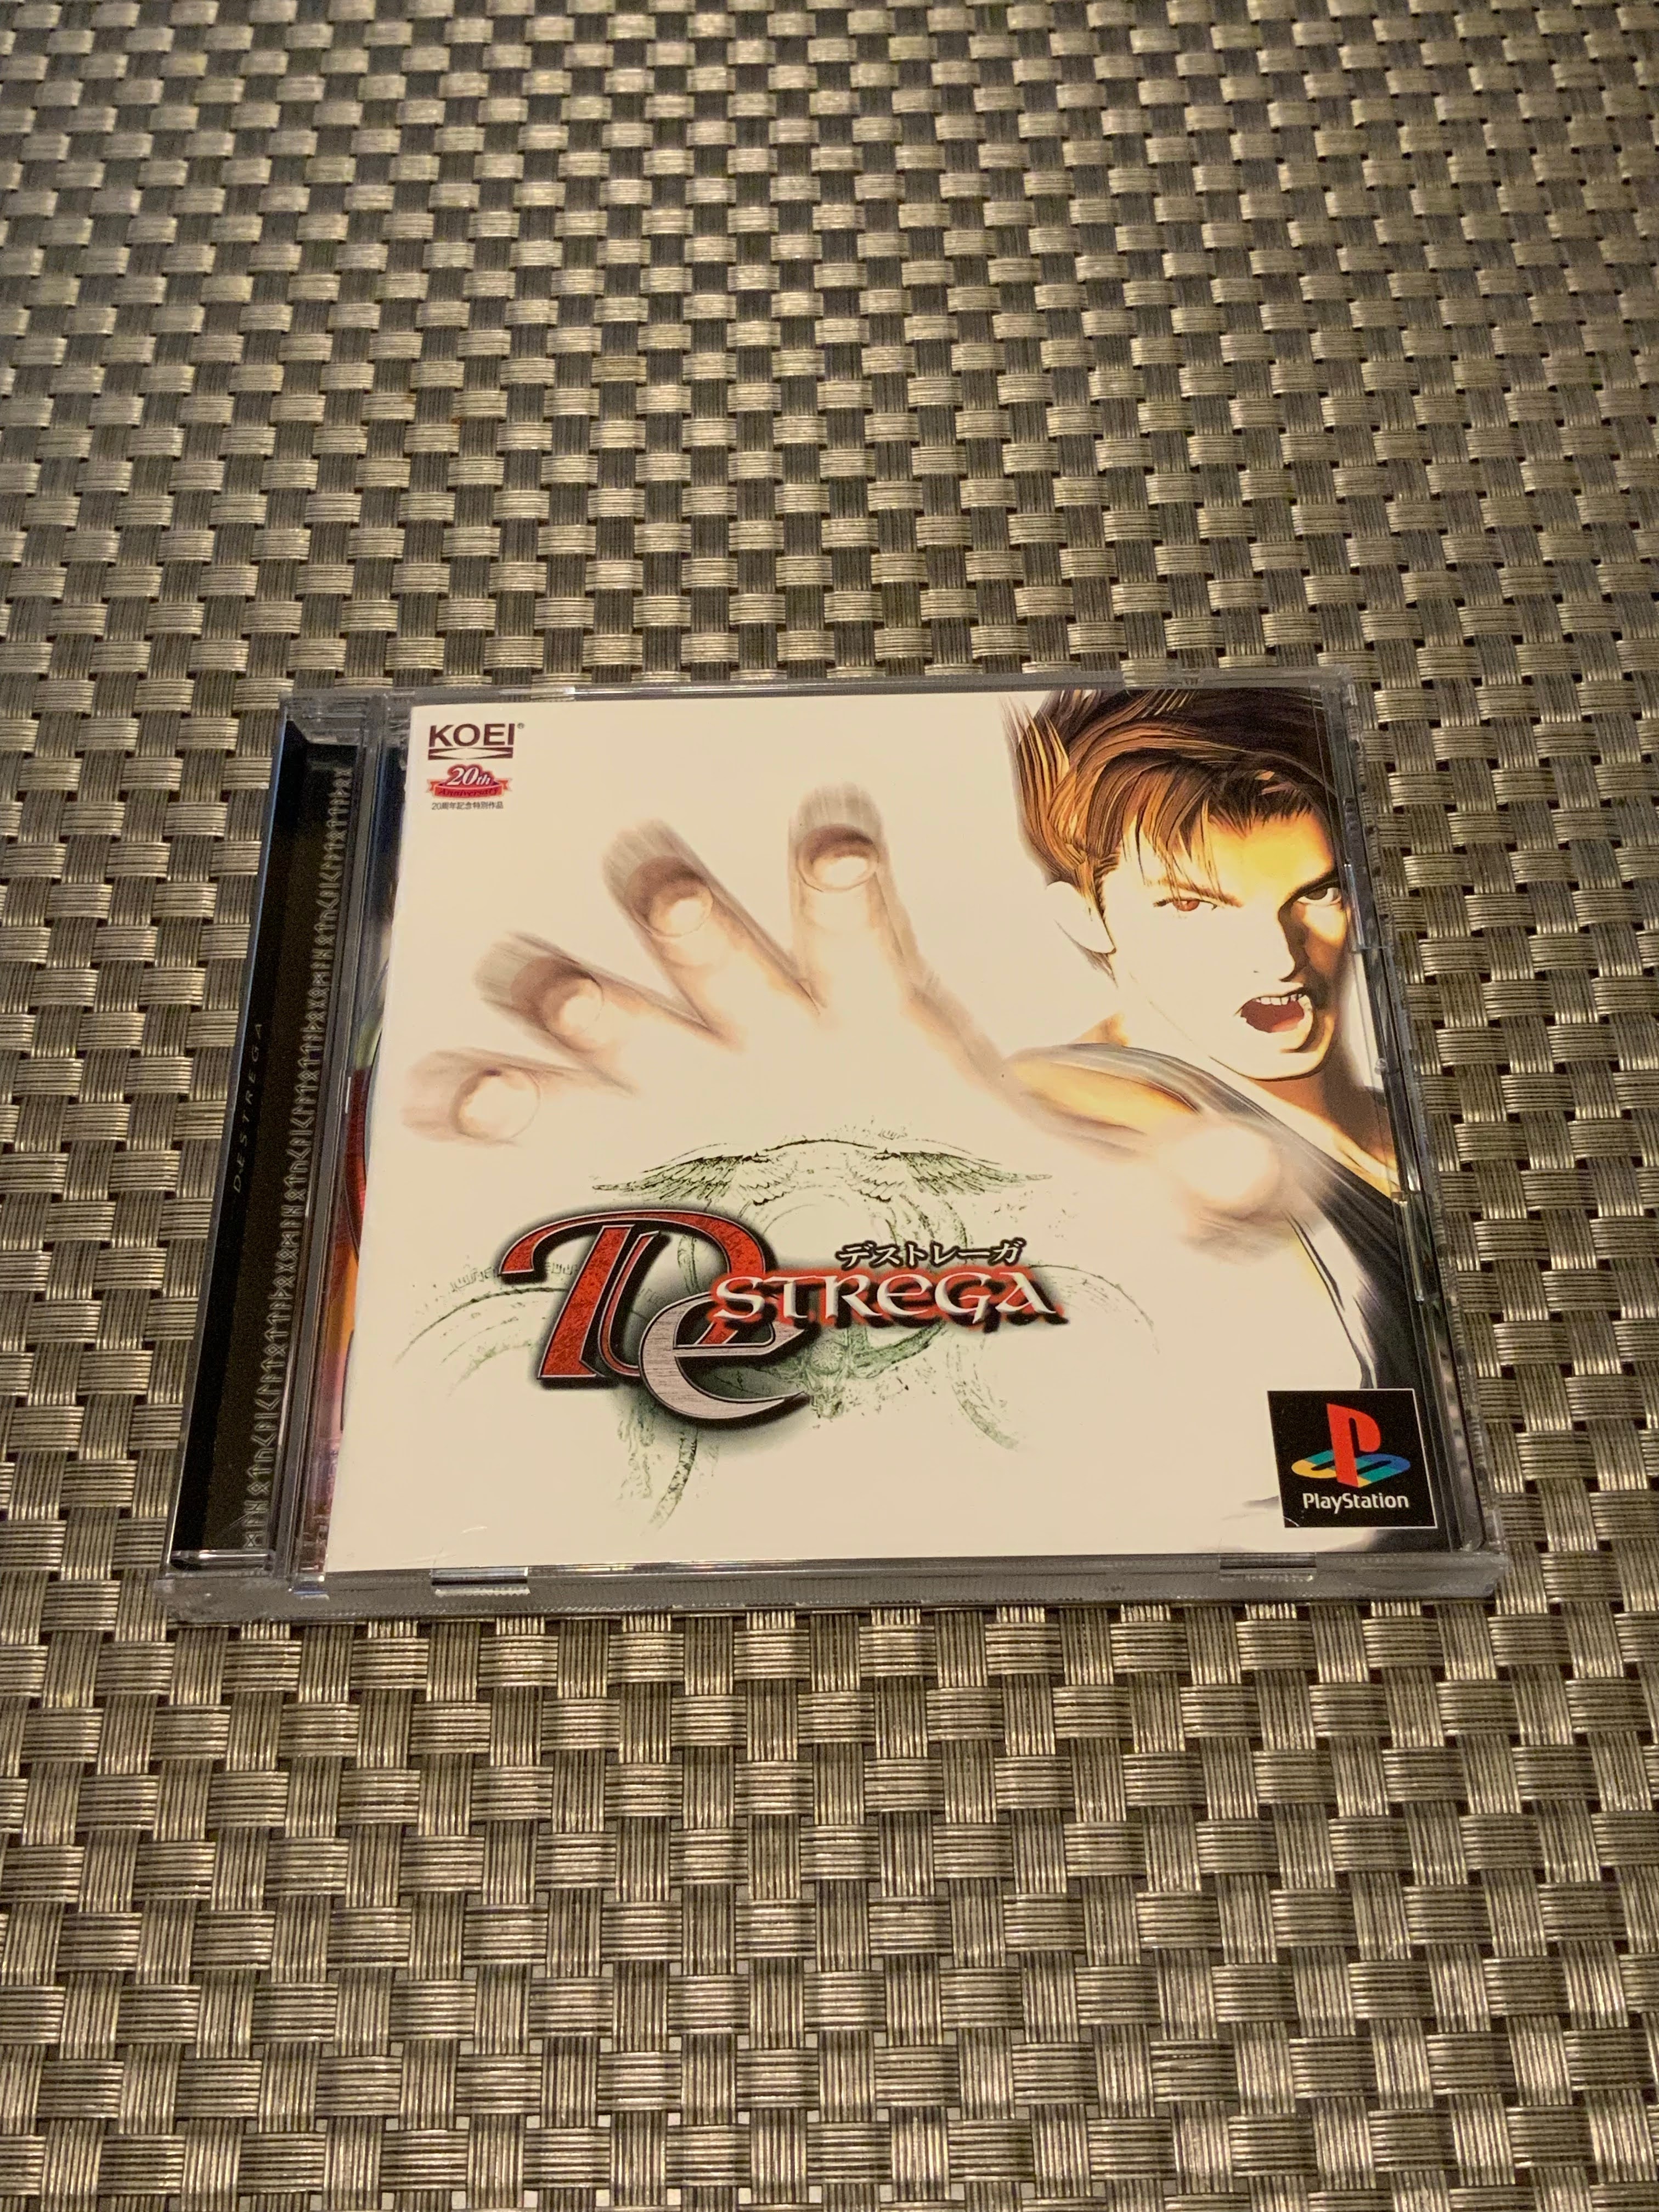 KOEI®
20th
Anniversary
20周年記念特別作品
DESTREGA
デストレーガ
DeSTREGA
PlayStation